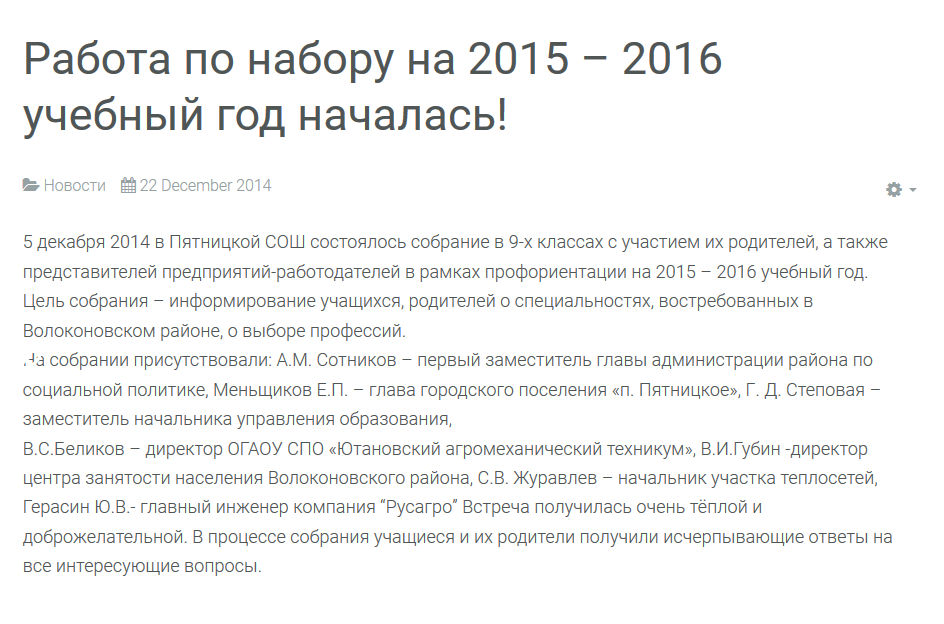 Работа по набору на 2015 – 2016
учебный год началась!
Новости 22 December 2014
5 декабря 2014 в Пятницкой СОШ состоялось собрание в 9-х классах с участием их родителей, а также
представителей предприятий-работодателей в рамках профориентации на 2015 – 2016 учебный год.
Цель собрания – информирование учащихся, родителей о специальностях, востребованных в
Волоконовском районе, о выборе профессий.
На собрании присутствовали: А.М. Сотников – первый заместитель главы администрации района по
социальной политике, Меньщиков Е.П. – глава городского поселения «п. Пятницкое», Г. Д. Степовая –
заместитель начальника управления образования,
В.С.Беликов – директор ОГАОУ СПО «Ютановский агромеханический техникум», В.И.Губин -директор
центра занятости населения Волоконовского района, С.В. Журавлев – начальник участка теплосетей,
Герасин Ю.В.- главный инженер компания “Русагро” Встреча получилась очень тёплой и
доброжелательной. В процессе собрания учащиеся и их родители получили исчерпывающие ответы на
все интересующие вопросы.